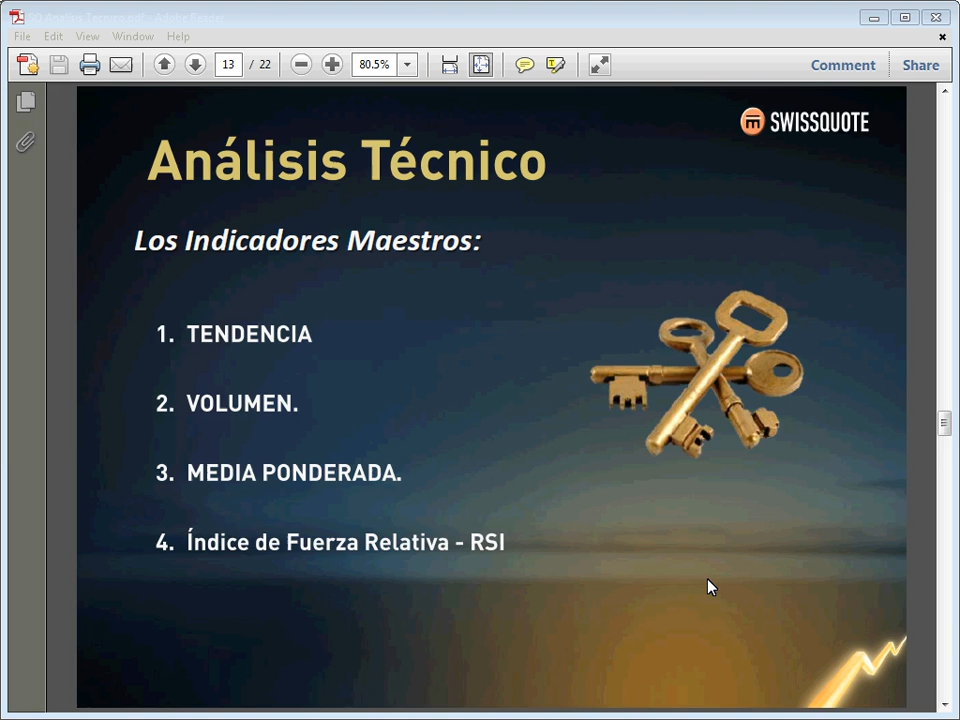 File Edit View Window Help
13 / 22 80.5% Comment Share
SWISSQUOTE
Análisis Técnico
Los Indicadores Maestros:
1. TENDENCIA
2. VOLUMEN.
3. MEDIA PONDERADA.
4. Índice de Fuerza Relativa - RSI